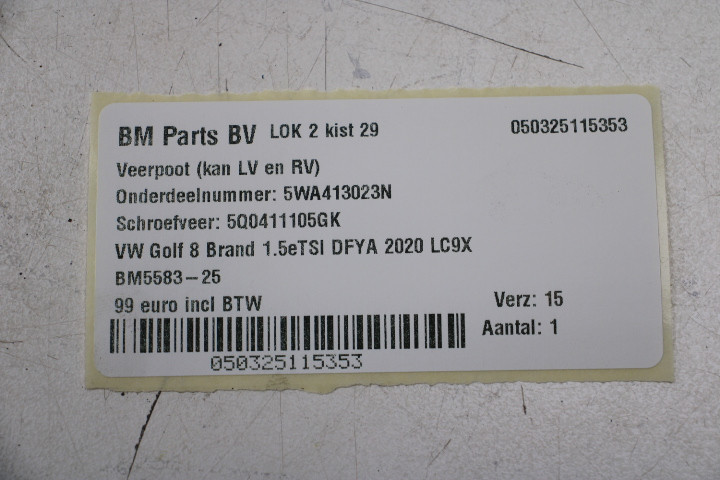 BM Parts BV LOK 2 kist 29 050325115353
Veerpoot (kan LV en RV)
Onderdeelnummer: 5WA413023N
Schroefveer: 5Q0411105GK
VW Golf 8 Brand 1.5eTSI DFYA 2020 LC9X
BM5583-25
99 euro incl BTW Verz: 15
Aantal: 1
050325115353